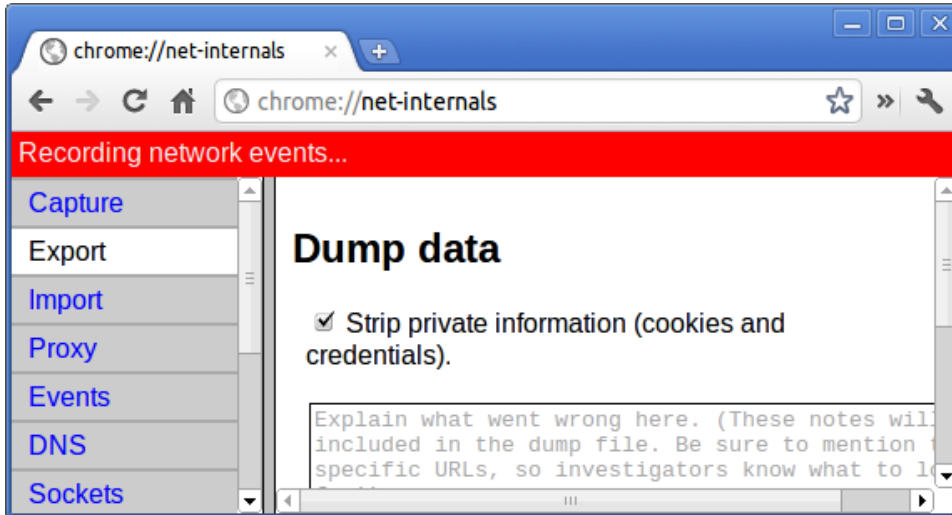 chrome://net-internals
chrome://net-internals
Recording network events...
Capture
Export
Import
Proxy
Events
DNS
Sockets
Dump data
Strip private information (cookies and
credentials).
Explain what went wrong here. (These notes will
included in the dump file. Be sure to mention
specific URLs, so investigators know what to